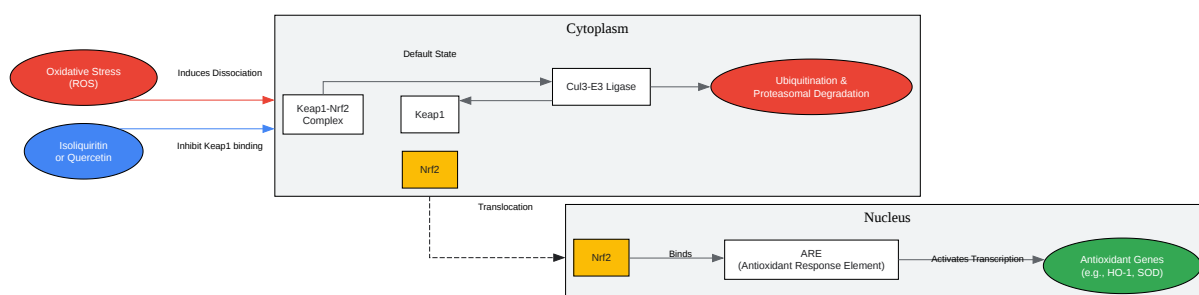 Cytoplasm
Default State
Oxidative Stress
(ROS)
Induces Dissociation
Keap1-Nrf2
Complex
Keap1
Cul3-E3 Ligase
Ubiquitination &
Proteasomal Degradation
Isoliquiritin
or Quercetin
Inhibit Keap1 binding
Nrf2
Translocation
Nucleus
Nrf2
Binds
ARE
(Antioxidant Response Element)
Activates Transcription
Antioxidant Genes
(e.g., HO-1, SOD)